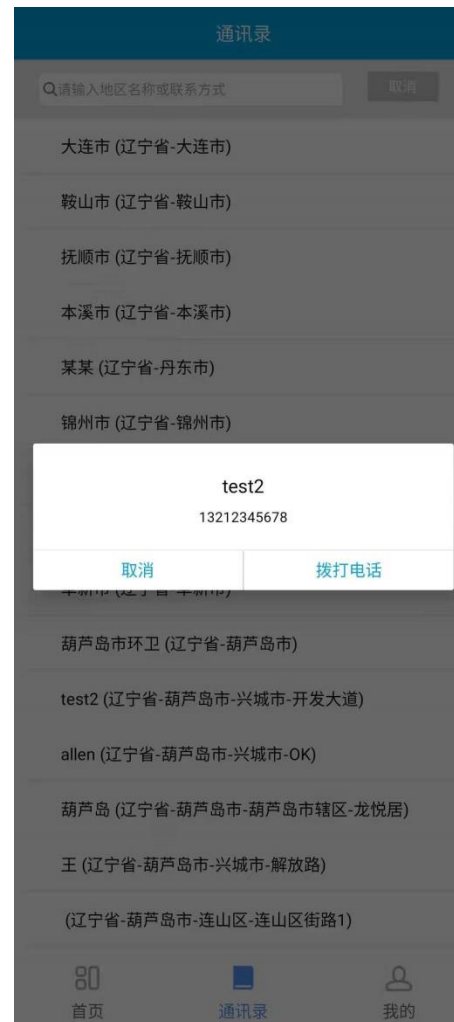 通讯录
请输入地区名称或联系方式
取消
大连市 (辽宁省-大连市)
鞍山市 (辽宁省-鞍山市)
抚顺市 (辽宁省-抚顺市)
本溪市 (辽宁省-本溪市)
某某 (辽宁省-丹东市)
锦州市 (辽宁省-锦州市)
test2
13212345678
取消
拨打电话
阜新市 (辽宁省-阜新市)
葫芦岛市环卫 (辽宁省-葫芦岛市)
test2 (辽宁省-葫芦岛市-兴城市-开发大道)
allen (辽宁省-葫芦岛市-兴城市-OK)
葫芦岛 (辽宁省-葫芦岛市-葫芦岛市辖区-龙悦居)
王 (辽宁省-葫芦岛市-兴城市-解放路)
(辽宁省-葫芦岛市-连山区-连山区街路1)
首页
通讯录
我的